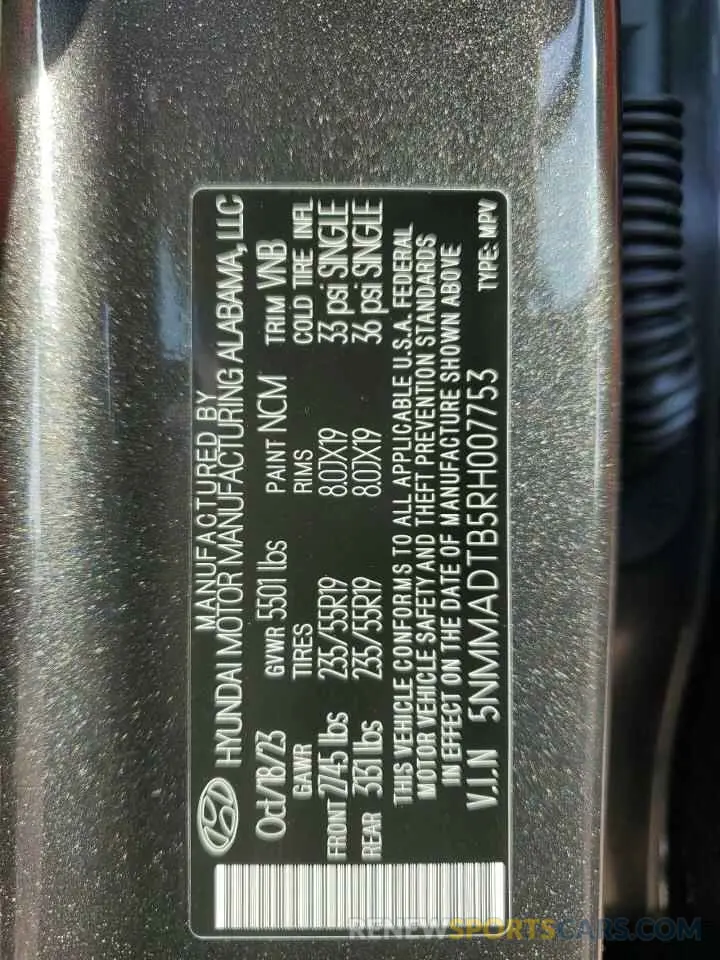 MANUFACTURED BY
HYUNDAI MOTOR MANUFACTURING ALABAMA, LLC
Oct/18/23 GVWR 5501 lbs PAINT NCM TRIM VNB
GAWR TIRES RIMS COLD TIRE INFL
FRONT 2745 lbs 235/55R19 8.0JX19 33 psi SINGLE
REAR 3131 lbs 235/55R19 8.0JX19 36 psi SINGLE
THIS VEHICLE CONFORMS TO ALL APPLICABLE U.S.A. FEDERAL
MOTOR VEHICLE SAFETY AND THEFT PREVENTION STANDARDS
IN EFFECT ON THE DATE OF MANUFACTURE SHOWN ABOVE
V.I.N 5NMMADTB5RH007753 TYPE: MPV
RENEWSPORTSCARS.COM